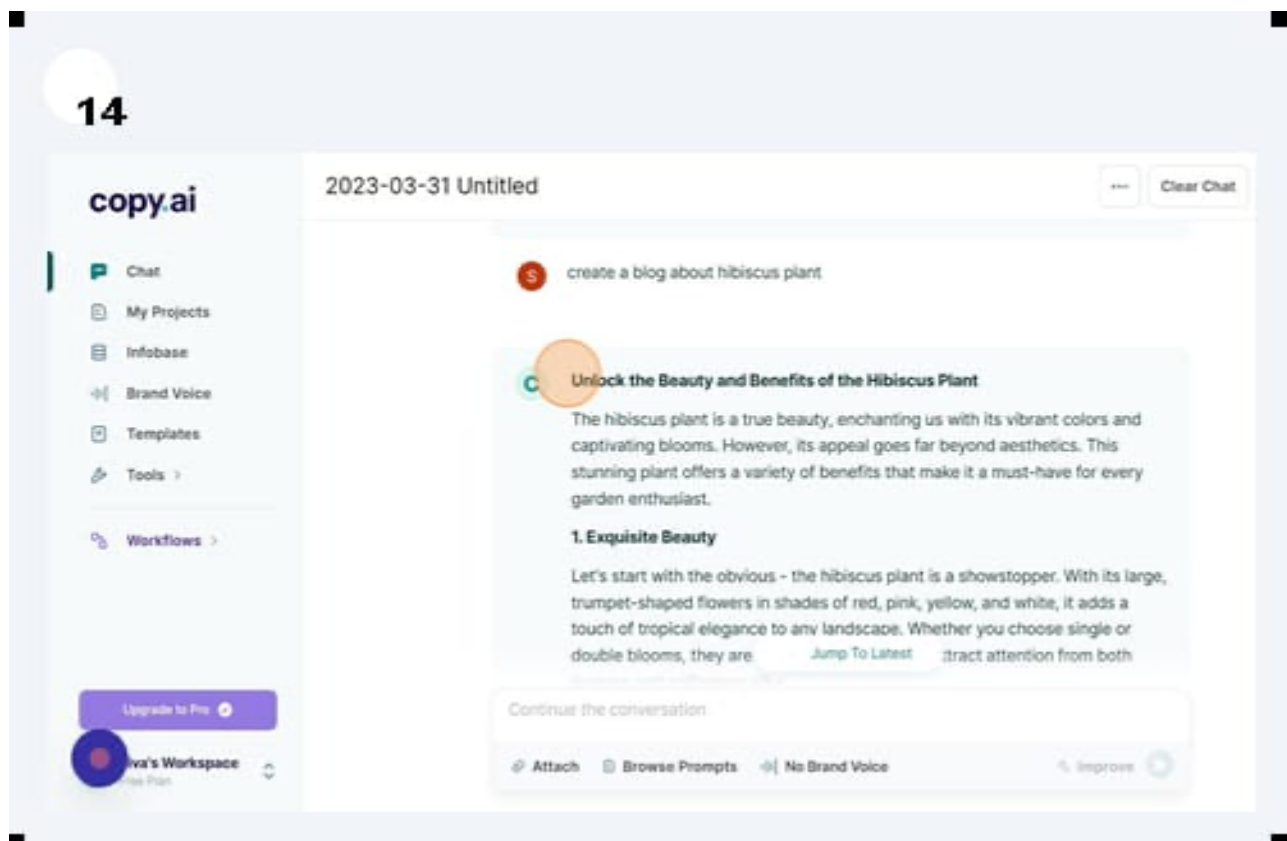 14
copy.ai
2023-03-31 Untitled
Clear Chat
Chat
My Projects
Infobase
Brand Voice
Templates
Tools >
Workflows >
S
create a blog about hibiscus plant
C
Unlock the Beauty and Benefits of the Hibiscus Plant
The hibiscus plant is a true beauty, enchanting us with its vibrant colors and
captivating blooms. However, its appeal goes far beyond aesthetics. This
stunning plant offers a variety of benefits that make it a must-have for every
garden enthusiast.
1. Exquisite Beauty
Let's start with the obvious - the hibiscus plant is a showstopper. With its large,
trumpet-shaped flowers in shades of red, pink, yellow, and white, it adds a
touch of tropical elegance to any landscape. Whether you choose single or
double blooms, they are
Jump To Latest
attention from both
Upgrade to Pro
Workspace
Plan
Continue the conversation
Attach
Browse Prompts
No Brand Voice
Improve